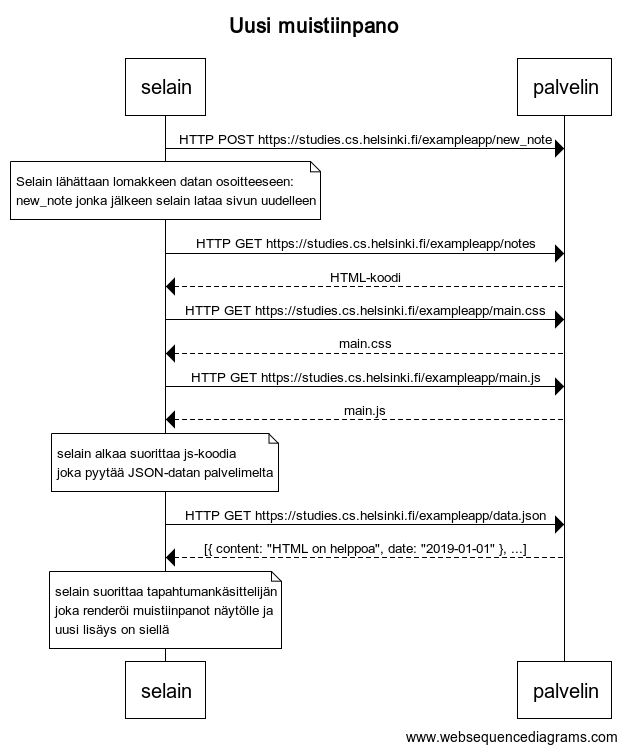 Uusi muistiinpano
selain
palvelin
HTTP POST https://studies.cs.helsinki.fi/exampleapp/new_note
Selain lähättaan lomakkeen datan osoitteeseen:
new_note jonka jälkeen selain lataa sivun uudelleen
HTTP GET https://studies.cs.helsinki.fi/exampleapp/notes
HTML-koodi
HTTP GET https://studies.cs.helsinki.fi/exampleapp/main.css
main.css
HTTP GET https://studies.cs.helsinki.fi/exampleapp/main.js
main.js
selain alkaa suorittaa js-koodia
joka pyytää JSON-datan palvelimelta
HTTP GET https://studies.cs.helsinki.fi/exampleapp/data.json
[{ content: "HTML on helppoa", date: "2019-01-01" }, ...]
selain suorittaa tapahtumankäsittelijän
joka renderöi muistiinpanot näytölle ja
uusi lisäys on siellä
selain
palvelin
www.websequencediagrams.com